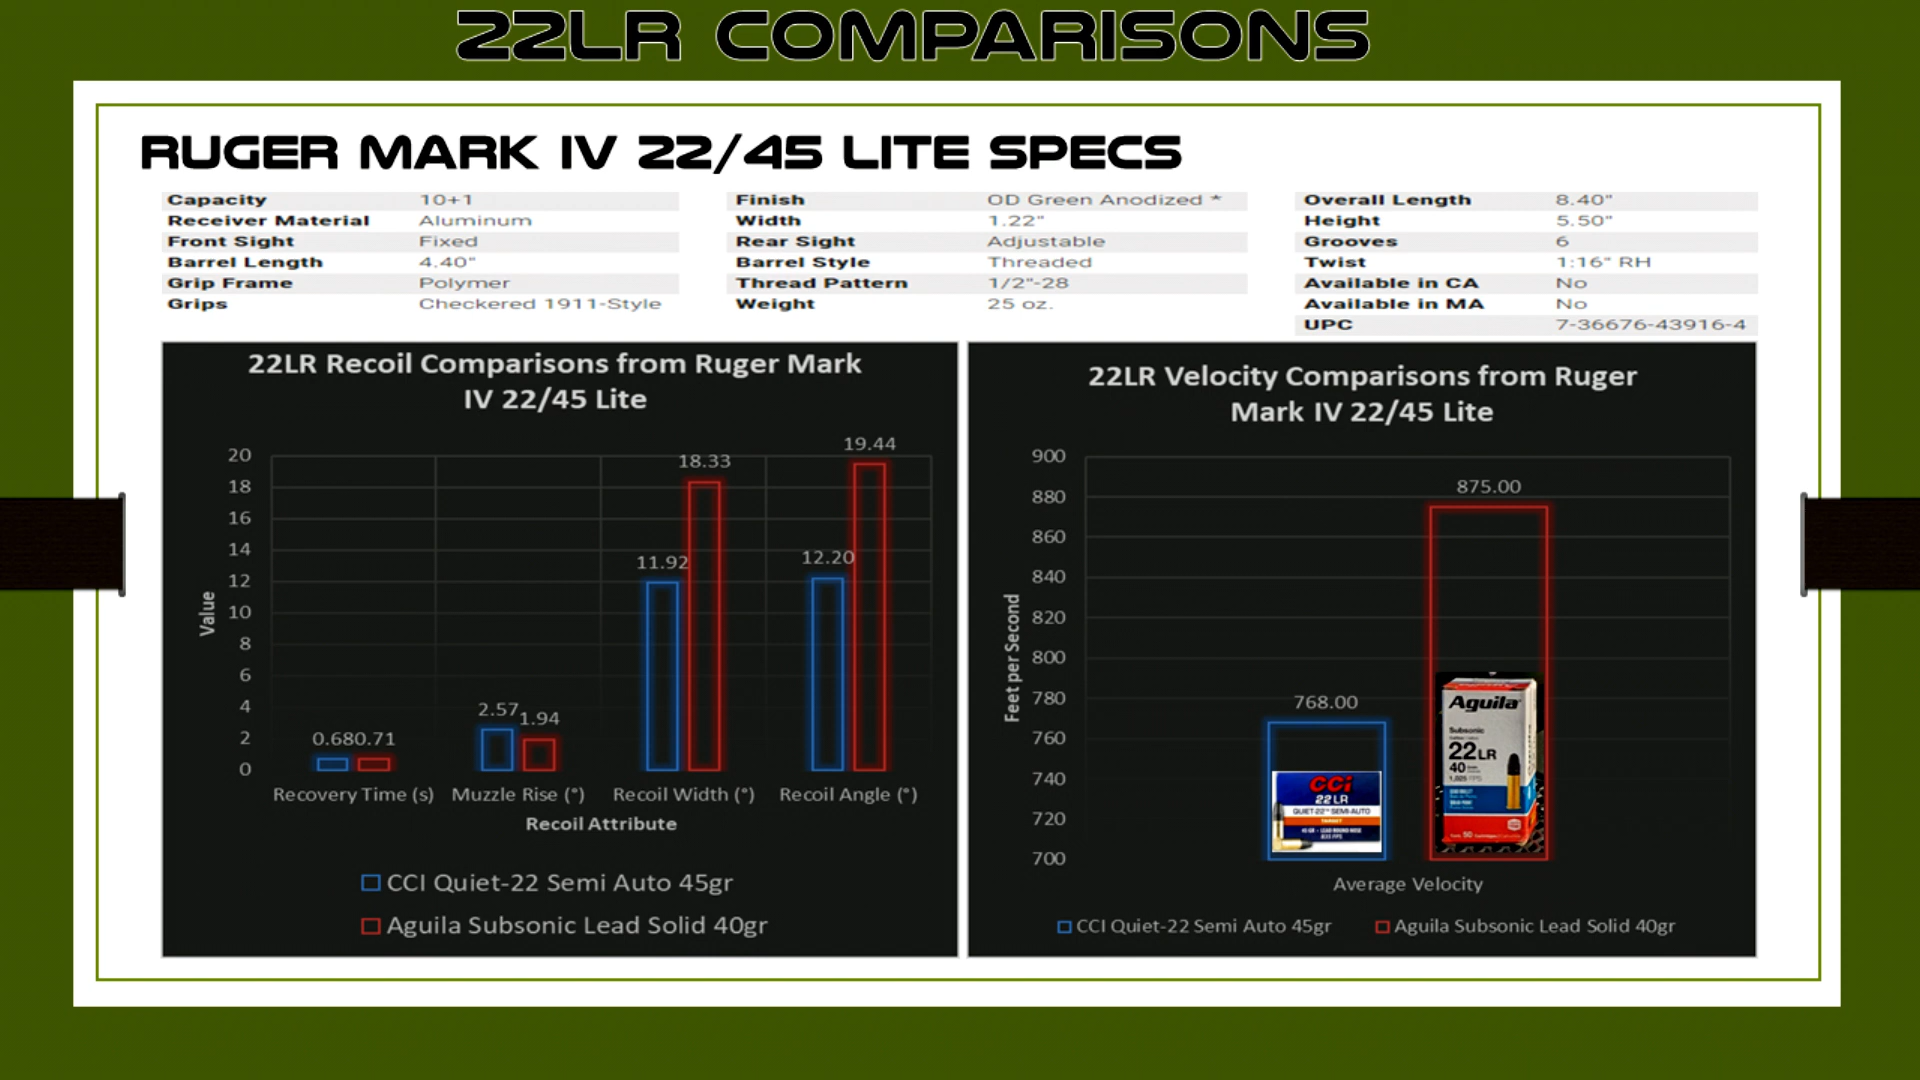 22LR COMPARISONS
RUGER MARK IV 22/45 LITE SPECS
Capacity 10+1
Receiver Material Aluminum
Front Sight Fixed
Barrel Length 4.40"
Grip Frame Polymer
Grips Checkered 1911-Style
Finish OD Green Anodized *
Width 1.22"
Rear Sight Adjustable
Barrel Style Threaded
Thread Pattern 1/2"-28
Weight 25 oz.
Overall Length 8.40"
Height 5.50"
Grooves 6
Twist 1:16" RH
Available in CA No
Available in MA No
UPC 7-36676-43916-4
22LR Recoil Comparisons from Ruger Mark
IV 22/45 Lite
Value
20
18
16
14
12
10
8
6
4
2
0
0.68 0.71
2.57 1.94
11.92 18.33
12.20 19.44
Recovery Time (s) Muzzle Rise (°) Recoil Width (°) Recoil Angle (°)
Recoil Attribute
CCI Quiet-22 Semi Auto 45gr
Aguila Subsonic Lead Solid 40gr
22LR Velocity Comparisons from Ruger
Mark IV 22/45 Lite
Feet per Second
900
880
860
840
820
800
780
760
740
720
700
768.00
875.00
CCI
22 LR
QUIET-22 SEMI-AUTO
TARGET
Aguila
Subsonic
22 LR
40
Average Velocity
CCI Quiet-22 Semi Auto 45gr Aguila Subsonic Lead Solid 40gr